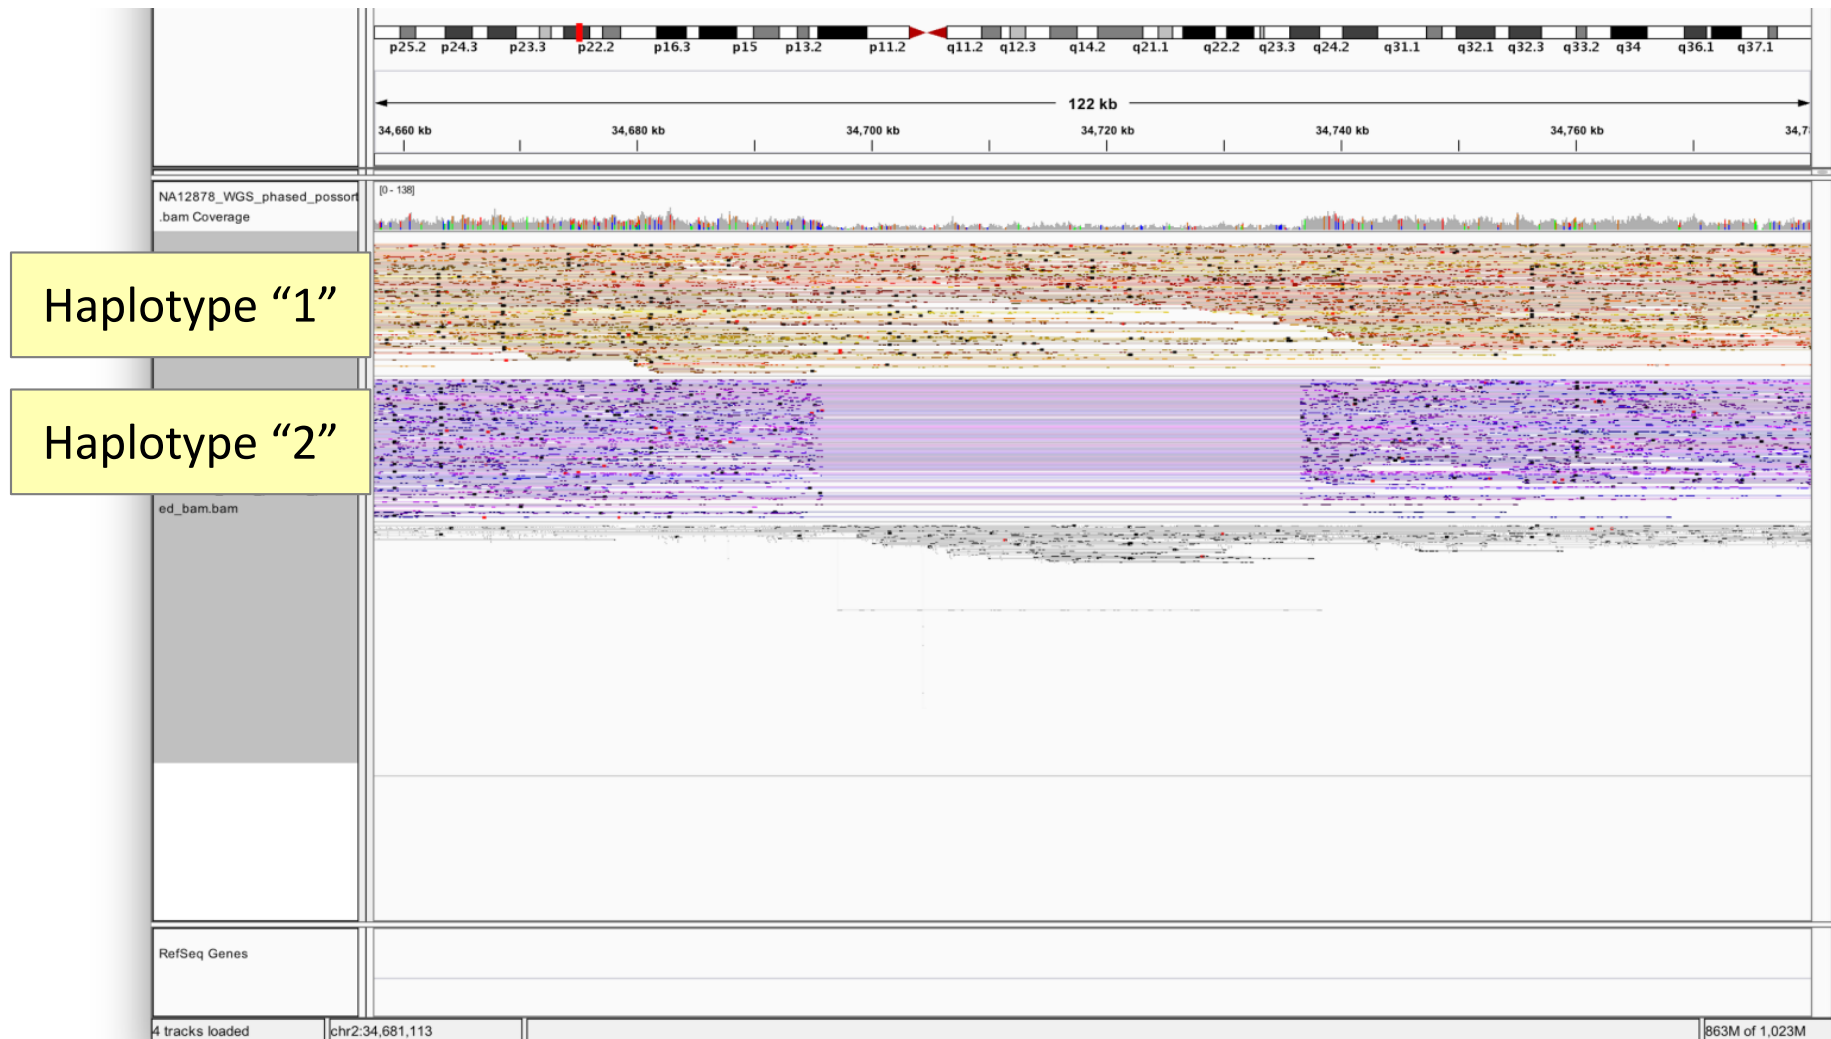 p25.2 p24.3 p23.3 p22.2 p16.3 p15 p13.2 p11.2 q11.2 q12.3 q14.2 q21.1 q22.2 q23.3 q24.2 q31.1 q32.1 q32.3 q33.2 q34 q36.1 q37.1
122 kb
34,660 kb 34,680 kb 34,700 kb 34,720 kb 34,740 kb 34,760 kb 34,7
NA12878_WGS_phased_possort
.bam Coverage
[0 - 138]
Haplotype “1”
Haplotype “2”
ed_bam.bam
RefSeq Genes
4 tracks loaded chr2:34,681,113 863M of 1,023M